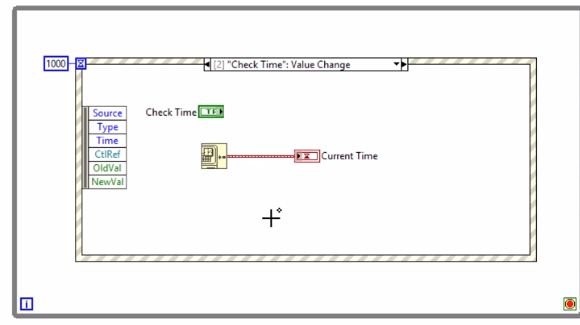 [2] "Check Time": Value Change
1000
Source
Type
Time
CtlRef
OldVal
NewVal
Check Time
TF
Current Time
i